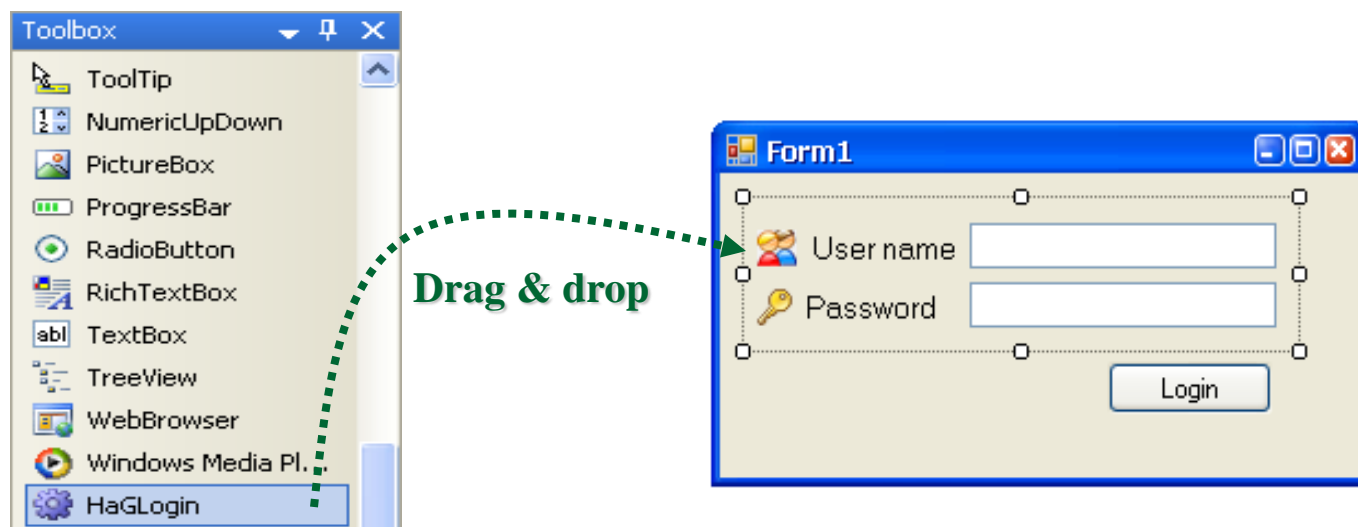 Toolbox
ToolTip
NumericUpDown
PictureBox
ProgressBar
RadioButton
RichTextBox
abl TextBox
TreeView
WebBrowser
Windows Media Pl...
HaGLogin
Drag & drop
Form1
User name
Password
Login